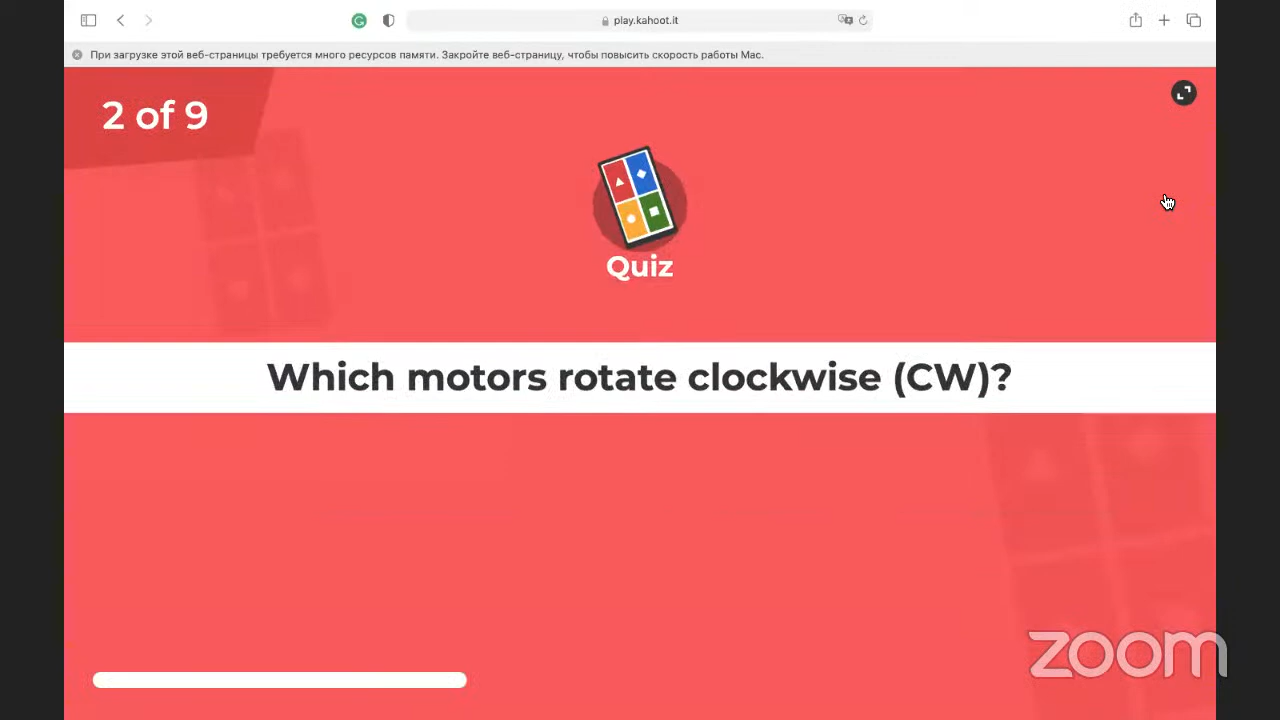 play.kahoot.it
При загрузке этой веб-страницы требуется много ресурсов памяти. Закройте веб-страницу, чтобы повысить скорость работы Mac.
2 of 9
Quiz
Which motors rotate clockwise (CW)?
zoom